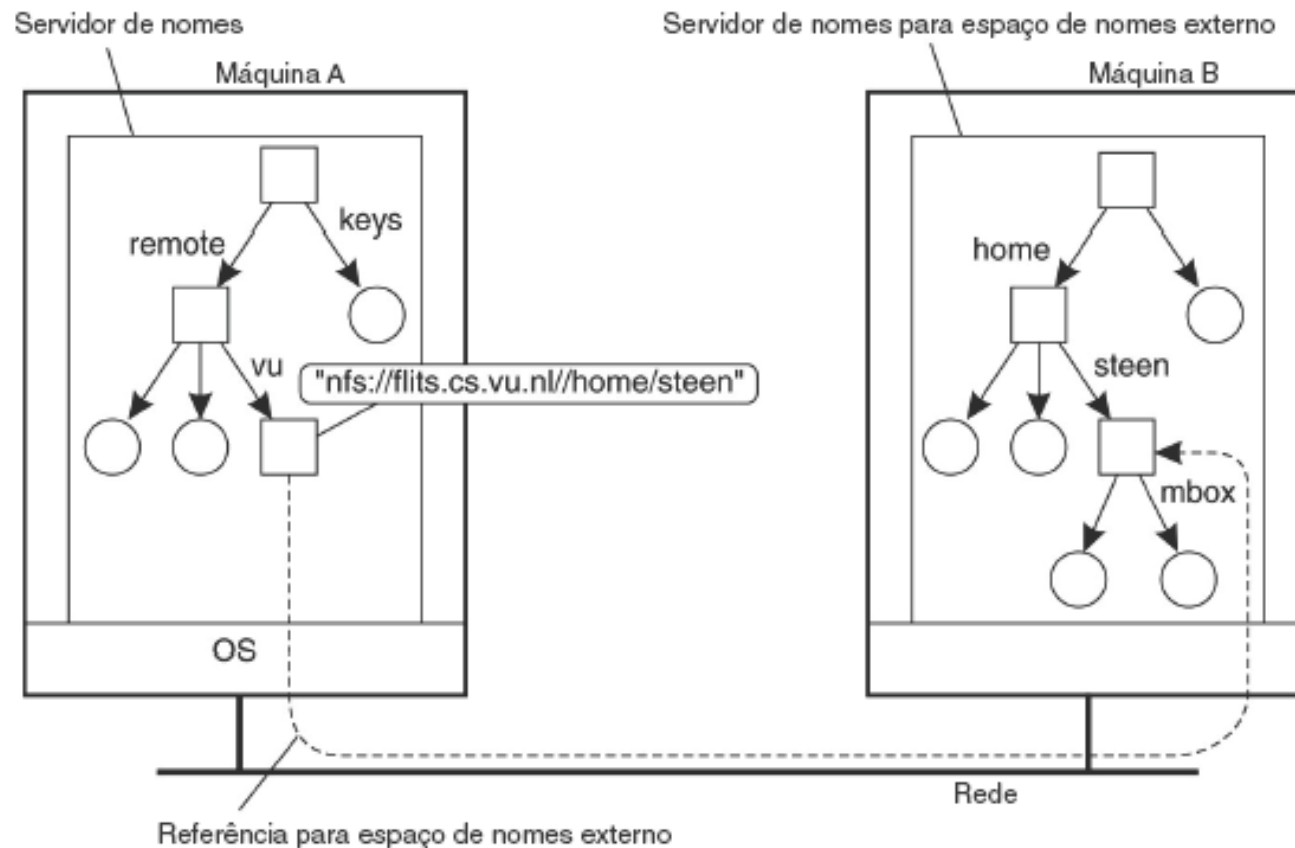 Servidor de nomes
Servidor de nomes para espaço de nomes externo
Máquina A
Máquina B
keys
remote
home
vu
"nfs://flits.cs.vu.nl//home/steen"
steen
mbox
OS
Rede
Referência para espaço de nomes externo